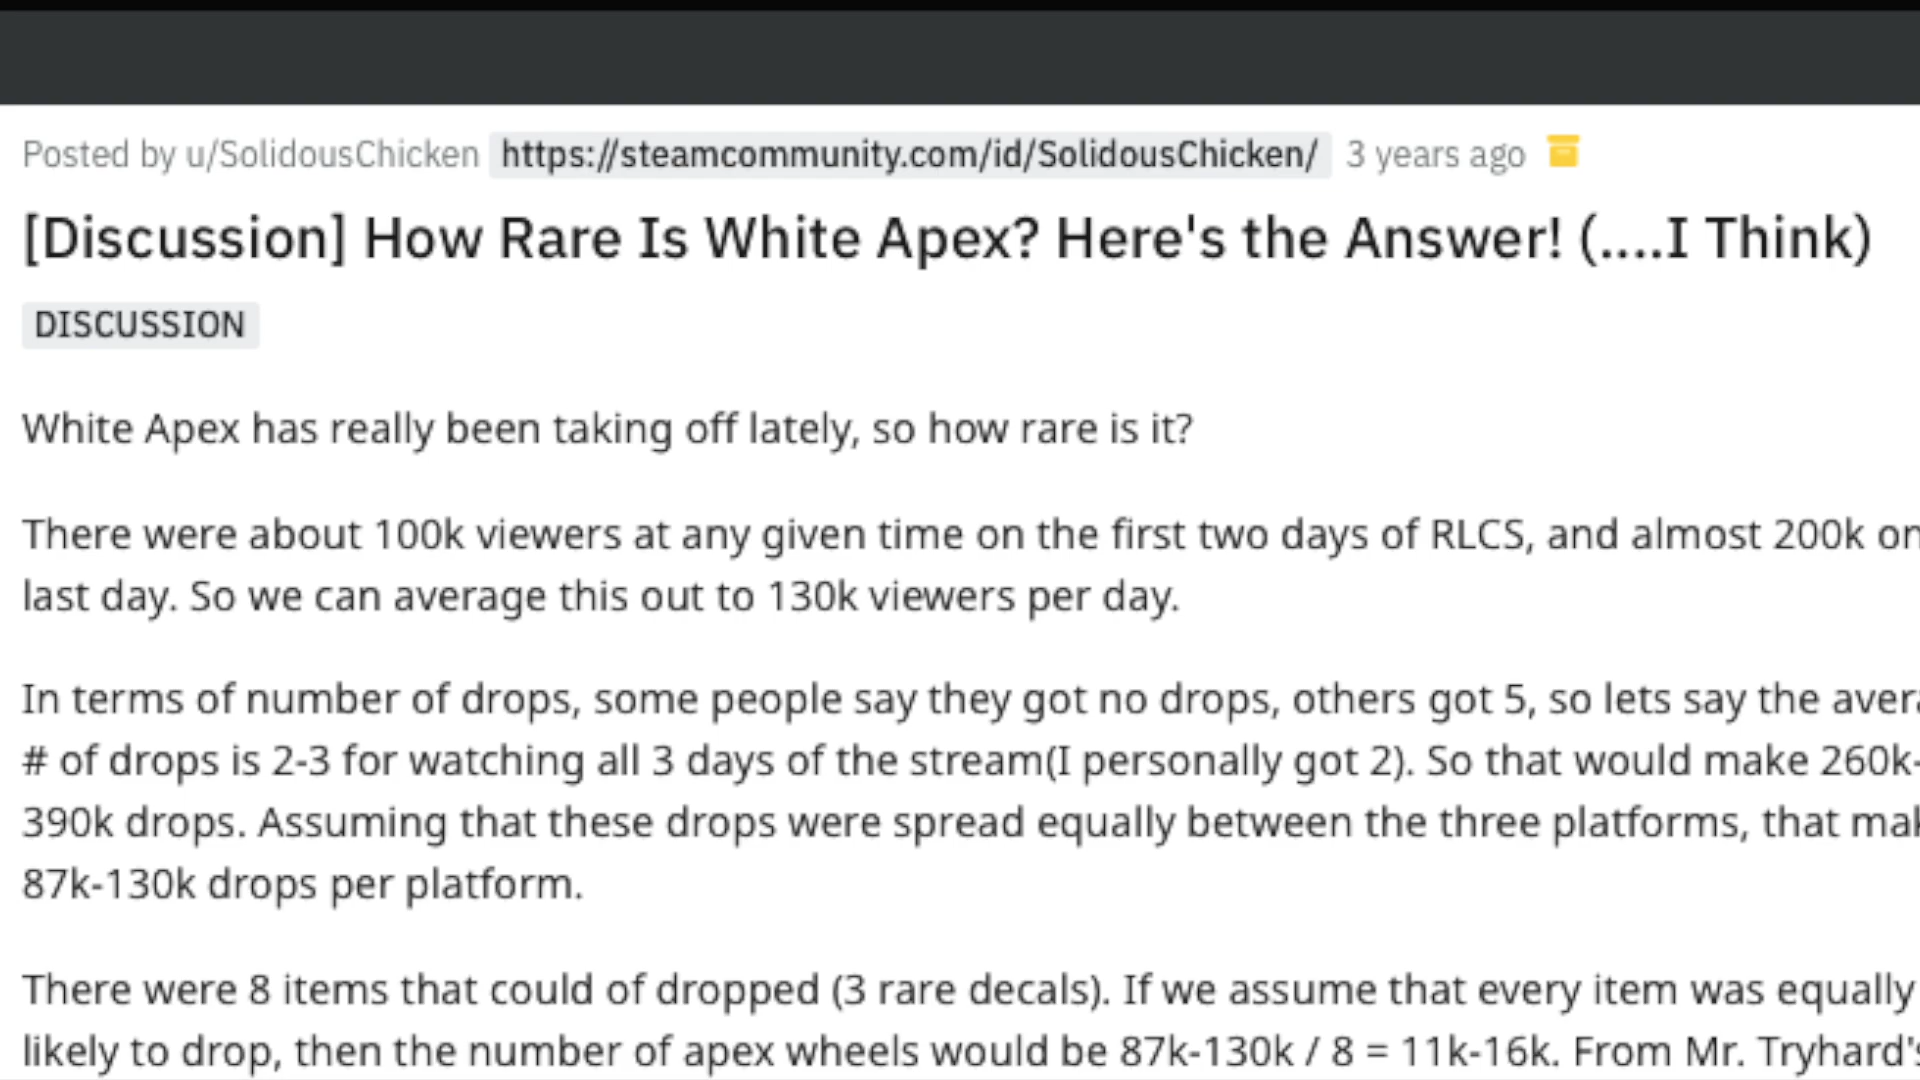 Posted by u/SolidousChicken https://steamcommunity.com/id/SolidousChicken/ 3 years ago
[Discussion] How Rare Is White Apex? Here's the Answer! (....I Think)
DISCUSSION
White Apex has really been taking off lately, so how rare is it?
There were about 100k viewers at any given time on the first two days of RLCS, and almost 200k on
last day. So we can average this out to 130k viewers per day.
In terms of number of drops, some people say they got no drops, others got 5, so lets say the
# of drops is 2-3 for watching all 3 days of the stream(I personally got 2). So that would make 260k-
390k drops. Assuming that these drops were spread equally between the three platforms, that
87k-130k drops per platform.
There were 8 items that could of dropped (3 rare decals). If we assume that every item was equally
likely to drop, then the number of apex wheels would be 87k-130k / 8 = 11k-16k. From Mr. Tryhard's